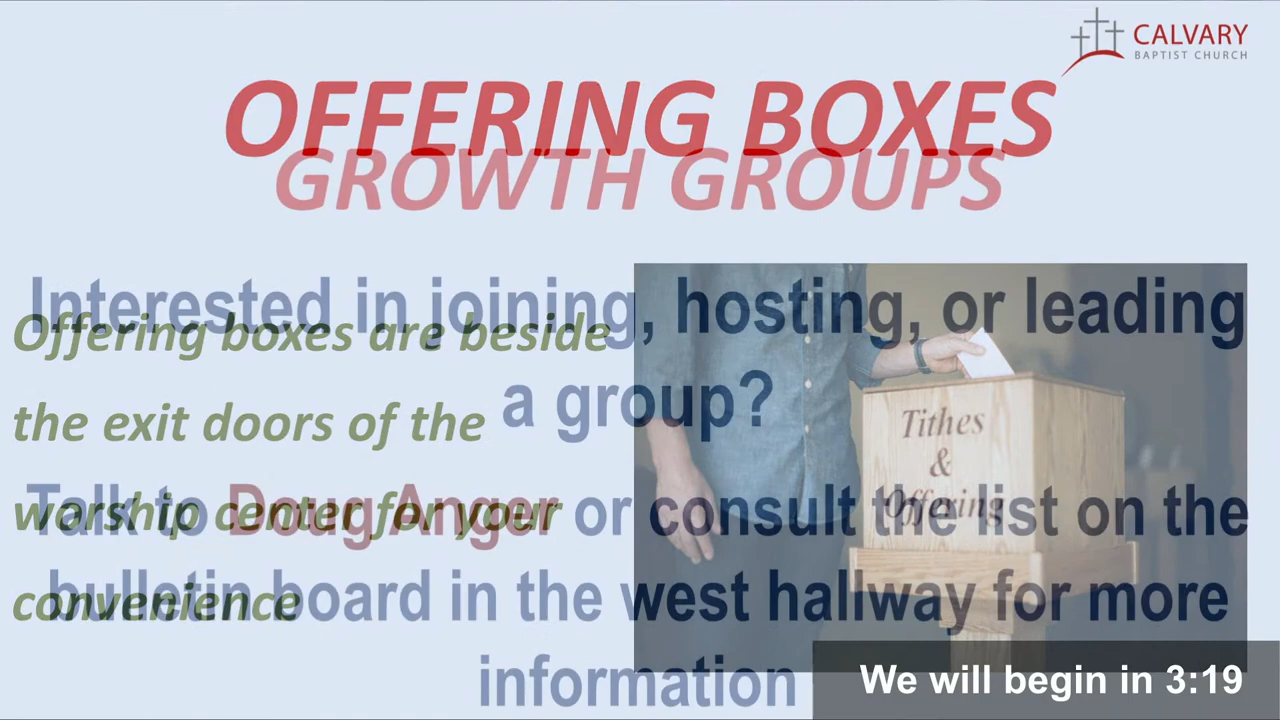 CALVARY
BAPTIST CHURCH
OFFERING BOXES
GROWTH GROUPS
Interested in joining, hosting, or leading
a group?
Talk to Doug Anger or consult the list on the
bulletin board in the west hallway for more
information
Offering boxes are beside
the exit doors of the
worship center for your
convenience
Tithes
&
Offering
We will begin in 3:19